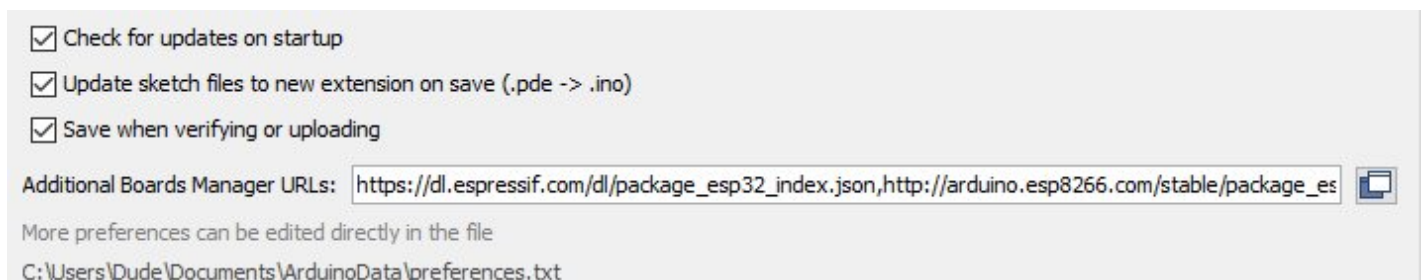 Check for updates on startup
Update sketch files to new extension on save (.pde -> .ino)
Save when verifying or uploading
Additional Boards Manager URLs: https://dl.espressif.com/dl/package_esp32_index.json,http://arduino.esp8266.com/stable/package_es
More preferences can be edited directly in the file
C:\Users\Dude\Documents\ArduinoData\preferences.txt